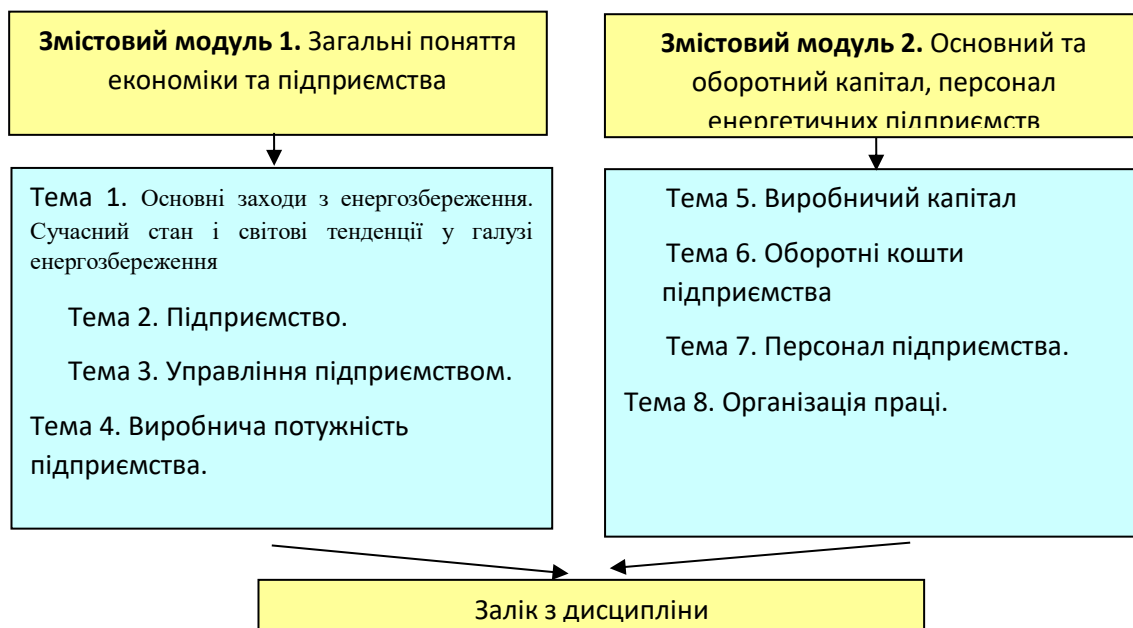 Змістовий модуль 1. Загальні поняття
економіки та підприємства
Змістовий модуль 2. Основний та
оборотний капітал, персонал
енергетичних підприємств
Тема 1. Основні заходи з енергозбереження.
Сучасний стан і світові тенденції у галузі
енергозбереження
Тема 2. Підприємство.
Тема 3. Управління підприємством.
Тема 4. Виробнича потужність
підприємства.
Тема 5. Виробничий капітал
Тема 6. Оборотні кошти
підприємства
Тема 7. Персонал підприємства.
Тема 8. Організація праці.
Залік з дисципліни